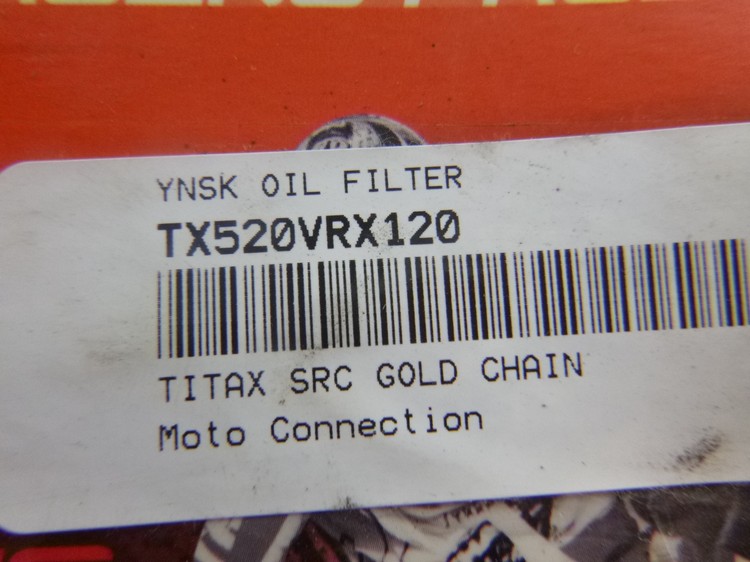 YNSK OIL FILTER
TX520VRX120
TITAX SRC GOLD CHAIN
Moto Connection